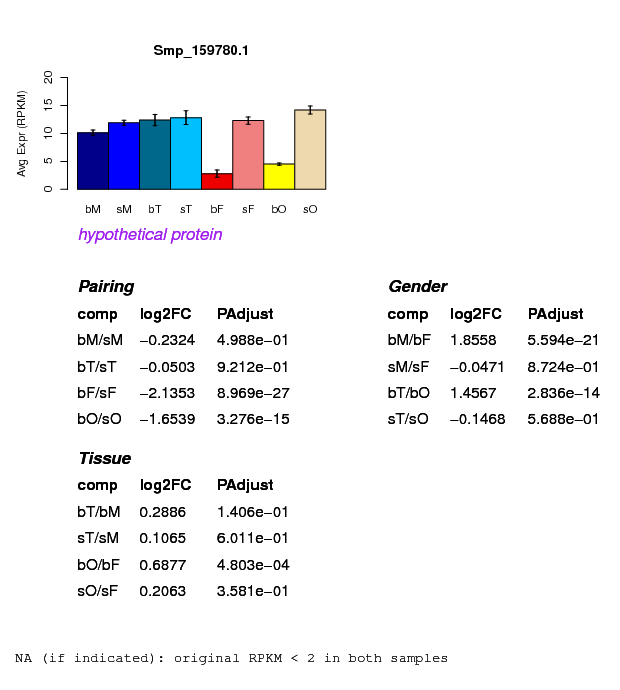 Smp_159780.1
Avg Expr (RPKM)
0 5 10 15 20
bM sM bT sT bF sF bO sO
hypothetical protein
Pairing
comp log2FC PAdjust
bM/sM −0.2324 4.988e−01
bT/sT −0.0503 9.212e−01
bF/sF −2.1353 8.969e−27
bO/sO −1.6539 3.276e−15
Gender
comp log2FC PAdjust
bM/bF 1.8558 5.594e−21
sM/sF −0.0471 8.724e−01
bT/bO 1.4567 2.836e−14
sT/sO −0.1468 5.688e−01
Tissue
comp log2FC PAdjust
bT/bM 0.2886 1.406e−01
sT/sM 0.1065 6.011e−01
bO/bF 0.6877 4.803e−04
sO/sF 0.2063 3.581e−01
NA (if indicated): original RPKM < 2 in both samples